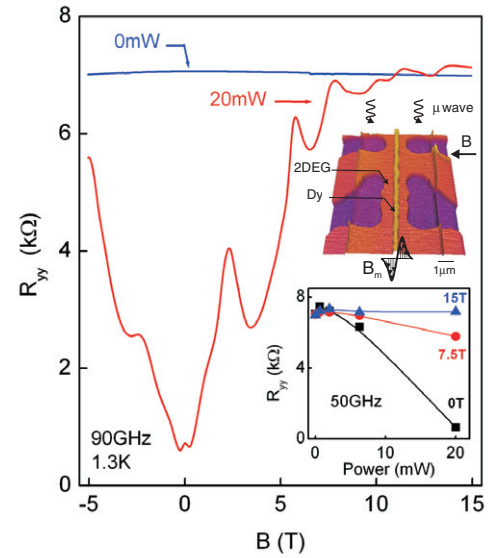 8
6
4
2
0
R_yy (kΩ)
0mW
20mW
μ wave
B
2DEG
Dy
B_m
1μm
8
4
0
R_yy (kΩ)
15T
7.5T
0T
50GHz
0 10 20
Power (mW)
90GHz
1.3K
-5 0 5 10 15
B (T)